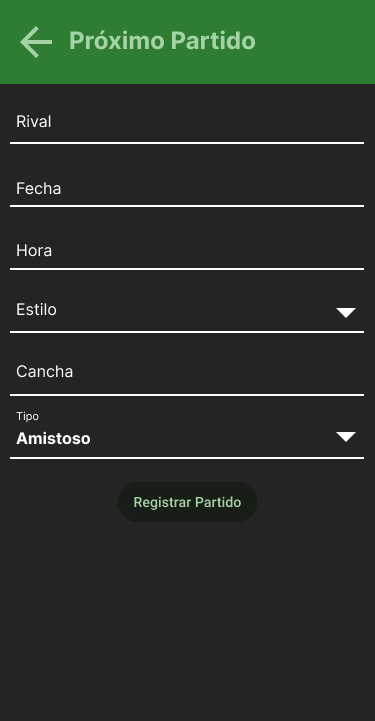 Próximo Partido
Rival
Fecha
Hora
Estilo
Cancha
Tipo
Amistoso
Registrar Partido